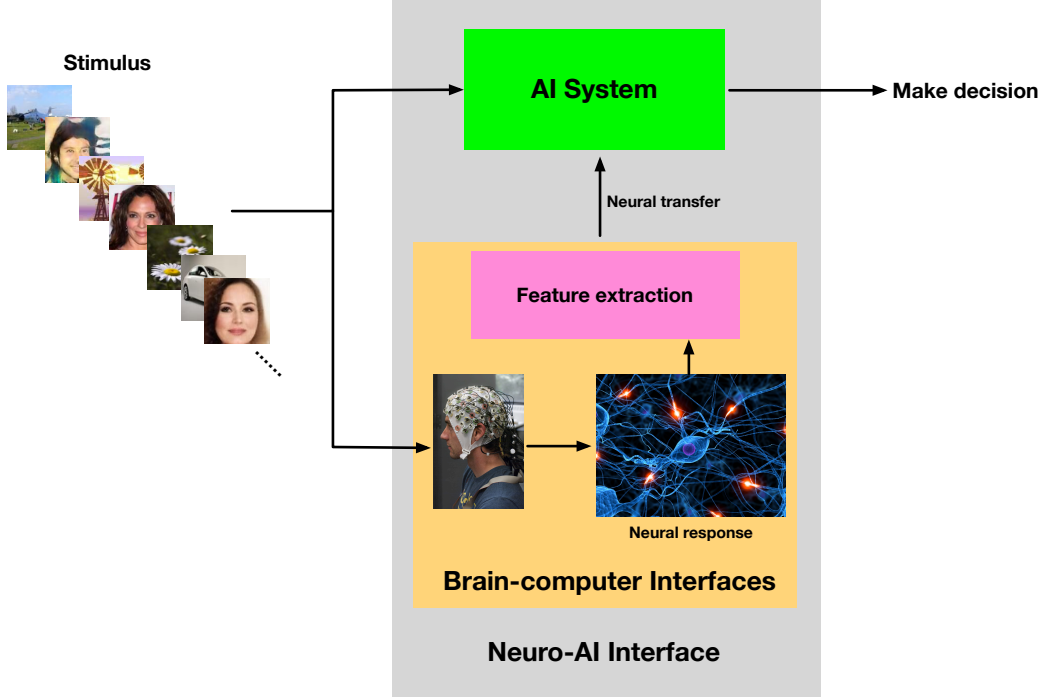 Stimulus
AI System
Make decision
Neural transfer
Feature extraction
Neural response
Brain-computer Interfaces
Neuro-AI Interface